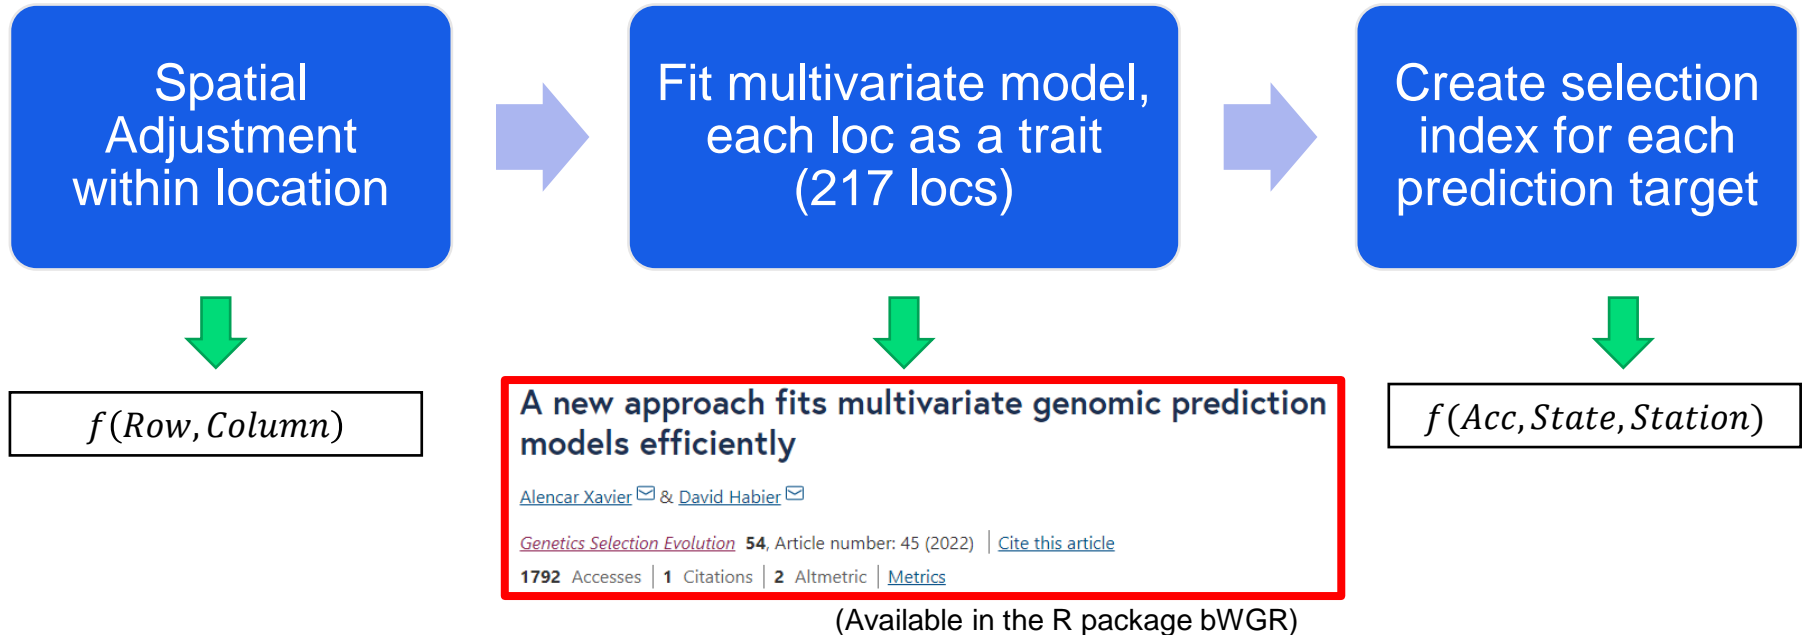 Spatial
Adjustment
within location
Fit multivariate model,
each loc as a trait
(217 locs)
Create selection
index for each
prediction target
f(Row, Column)
A new approach fits multivariate genomic prediction
models efficiently
Alencar Xavier & David Habier
Genetics Selection Evolution 54, Article number: 45 (2022) | Cite this article
1792 Accesses | 1 Citations | 2 Altmetric | Metrics
(Available in the R package bWGR)
f(Acc, State, Station)